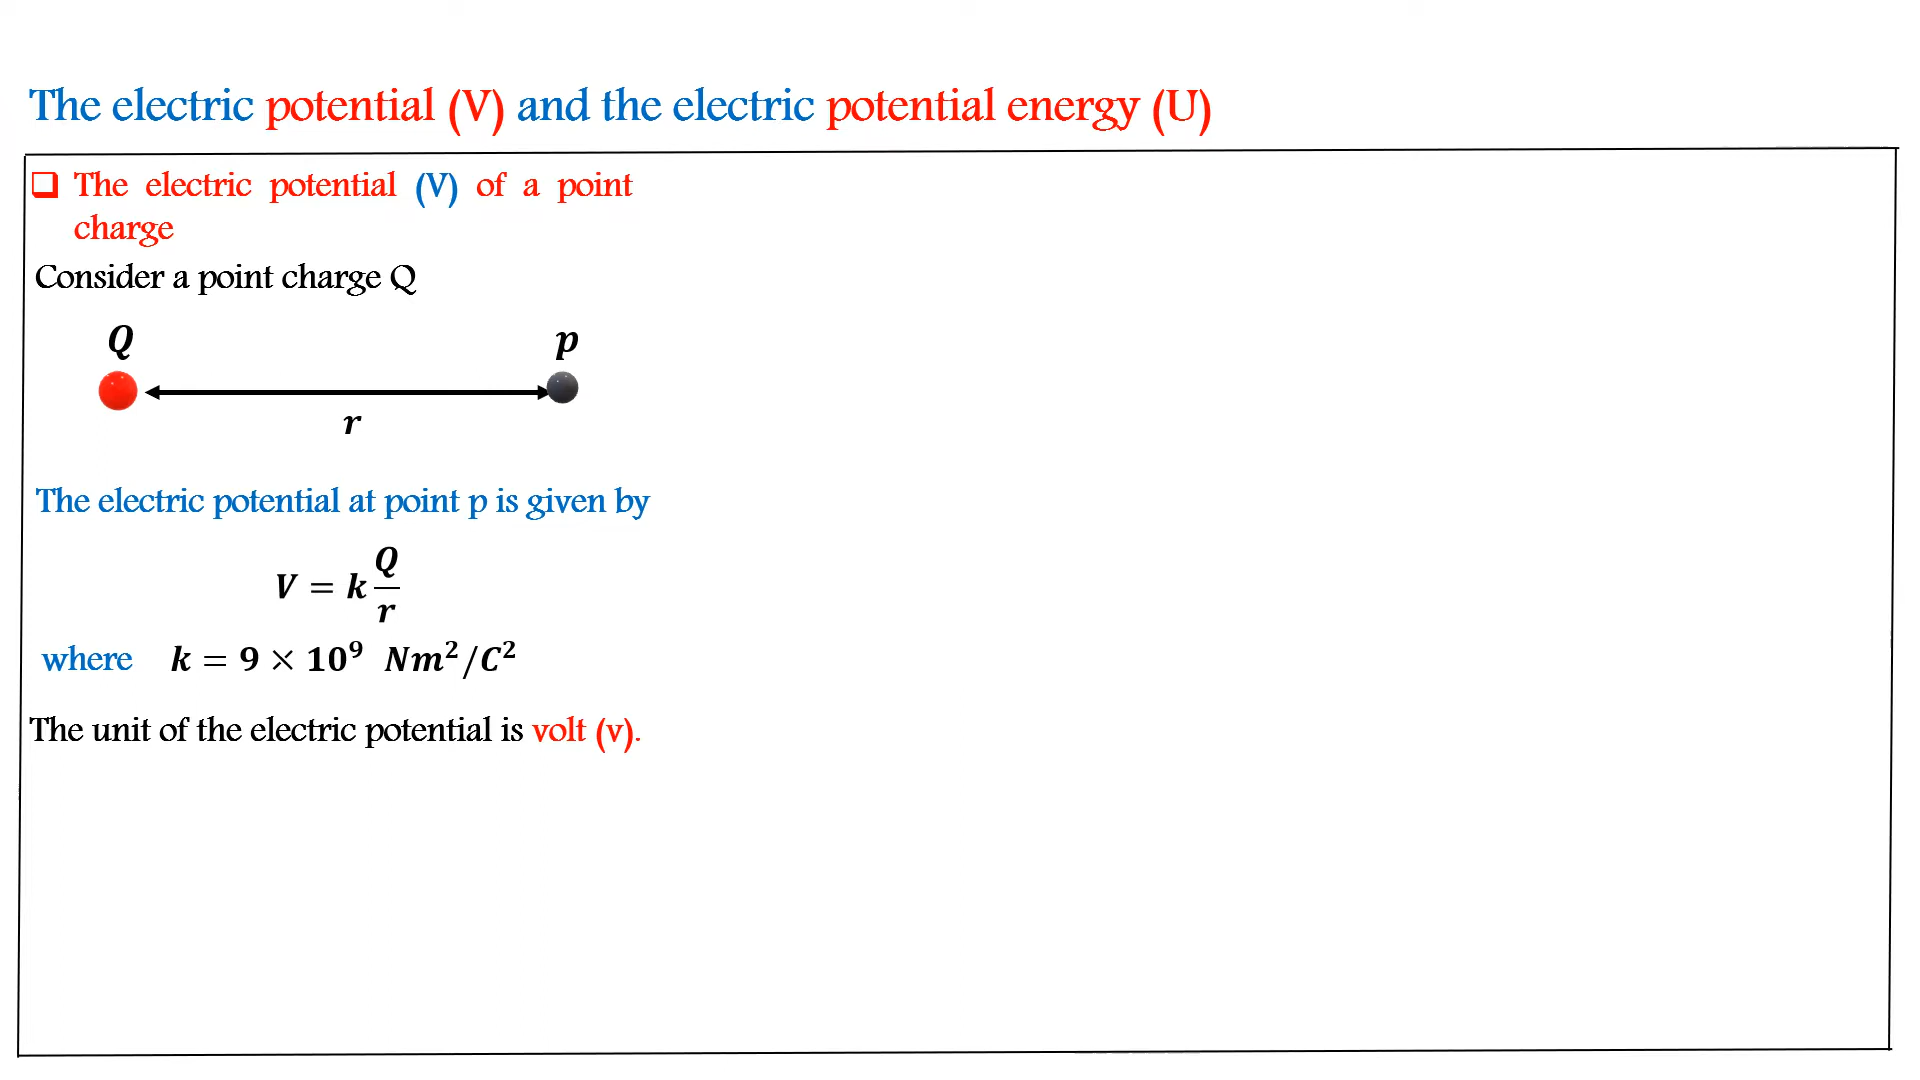 The electric potential (V) and the electric potential energy (U)
❑ The electric potential (V) of a point
charge
Consider a point charge Q
Q p
r
The electric potential at point p is given by
V = k Q/r
where k = 9 × 10⁹ Nm²/C²
The unit of the electric potential is volt (v).